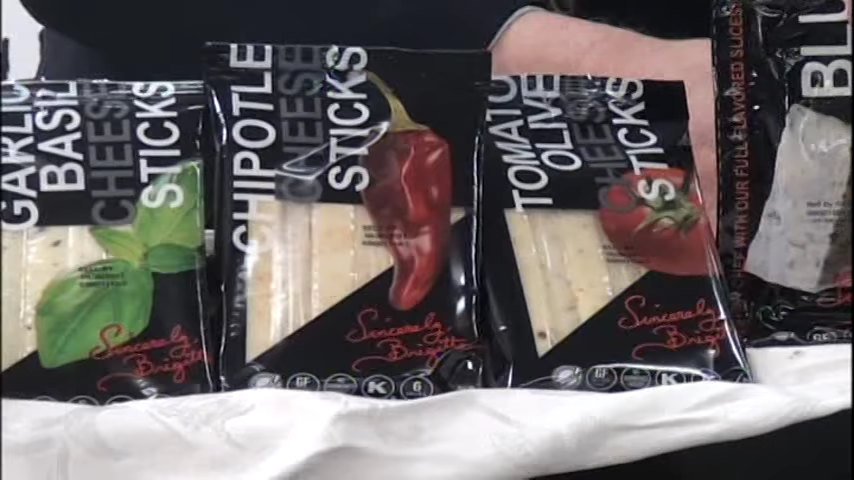 GARLIC
BASIL
CHEESE
STICKS
Sincerely,
Brigitte
CHIPOTLE
CHEESE
STICKS
Sincerely,
Brigitte
GF
K
G
TOMATO
OLIVE
CHEESE
STICKS
Sincerely,
Brigitte
GF
K
WITH OUR FULL FLAVORED SLICES
BLU